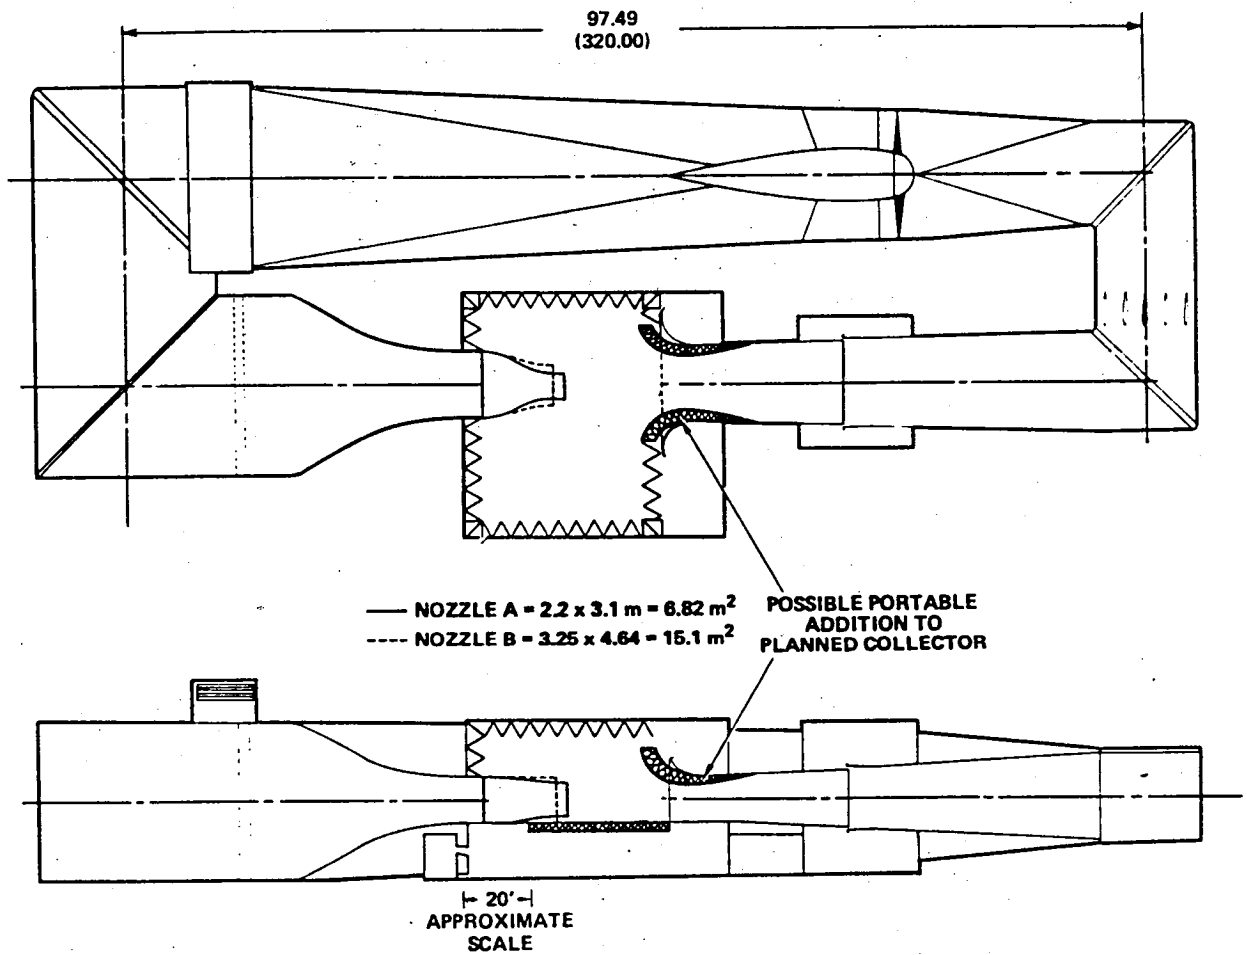 97.49
(320.00)
NOZZLE A = 2.2 x 3.1 m = 6.82 m²
NOZZLE B = 3.25 x 4.64 = 15.1 m²
POSSIBLE PORTABLE
ADDITION TO
PLANNED COLLECTOR
20'
APPROXIMATE
SCALE